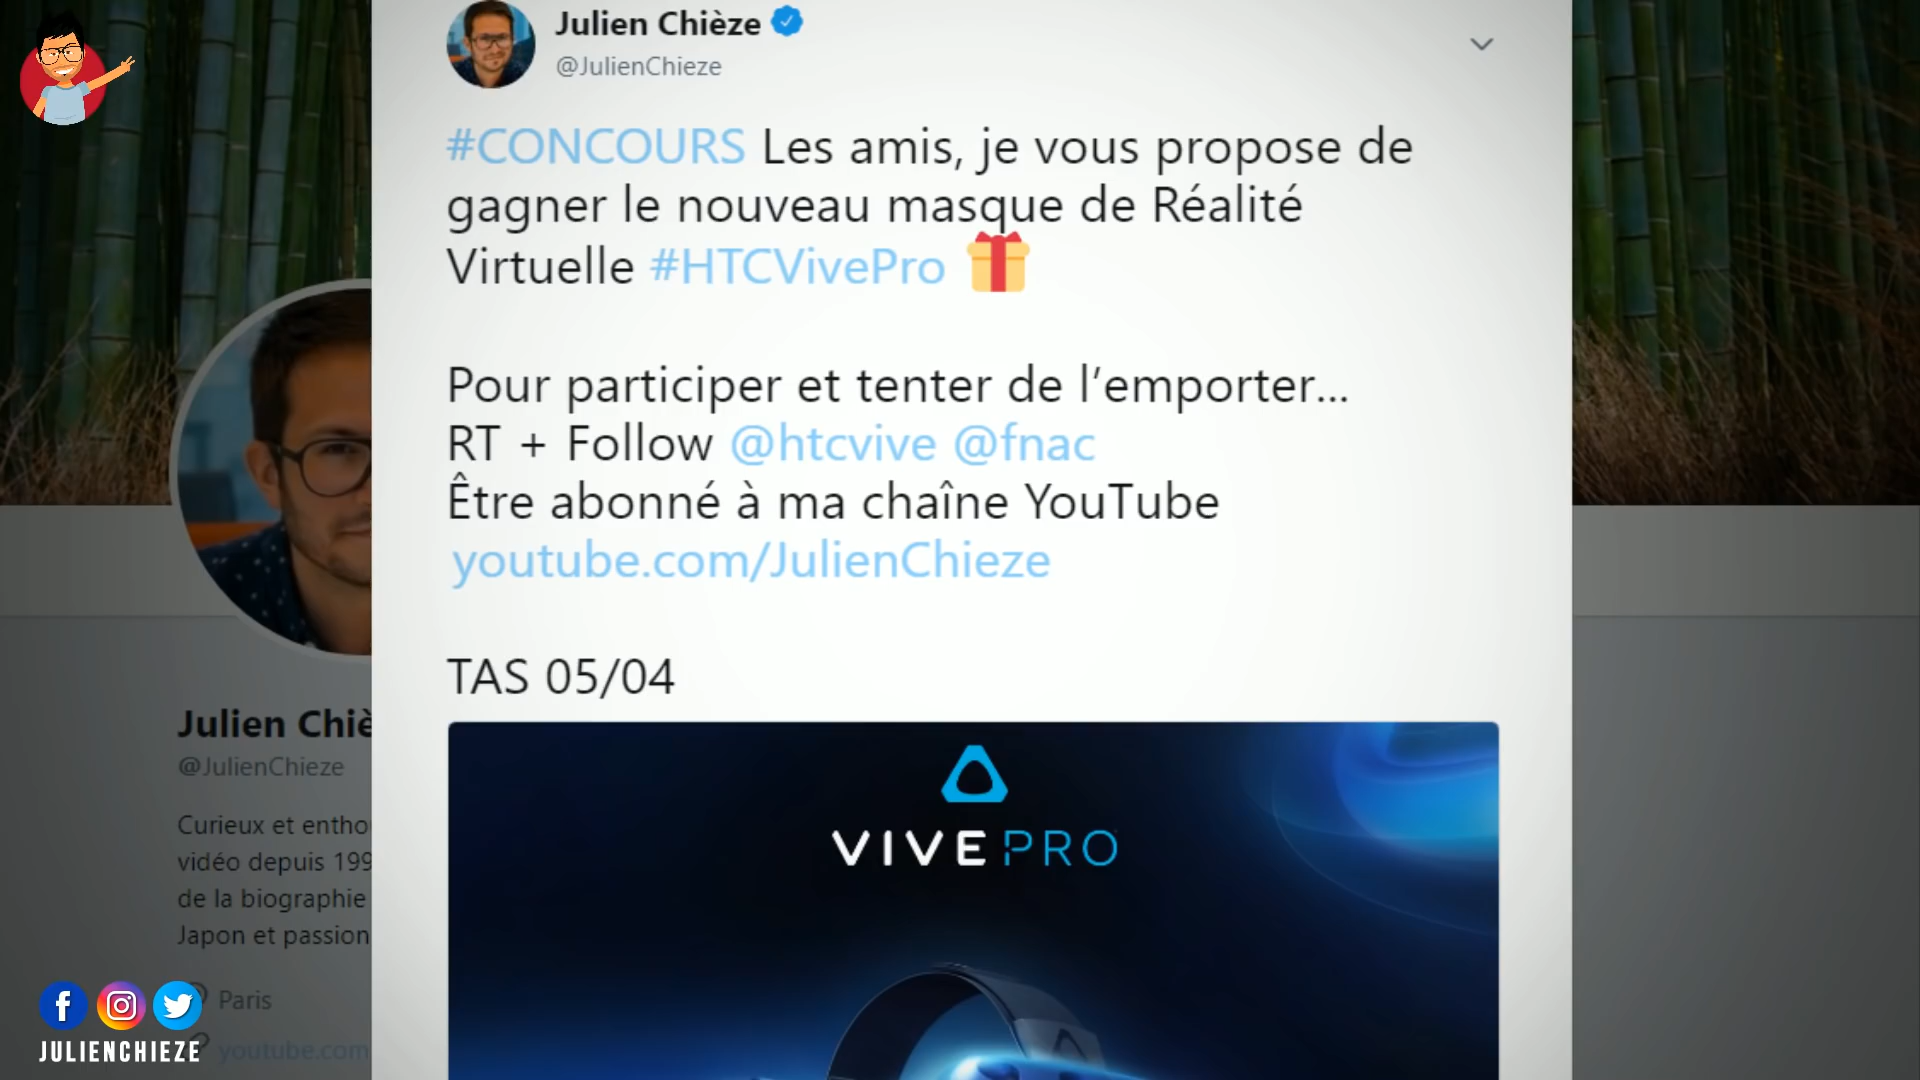 Julien Chièze
@JulienChieze
#CONCOURS Les amis, je vous propose de
gagner le nouveau masque de Réalité
Virtuelle #HTCVivePro
Pour participer et tenter de l’emporter...
RT + Follow @htcvive @fnac
Être abonné à ma chaîne YouTube
youtube.com/JulienChieze
TAS 05/04
VIVE PRO
Julien Chiè
@JulienChieze
Curieux et entho
vidéo depuis 199
de la biographie
Japon et passion
Paris
youtube.com
JULIENCHIEZE